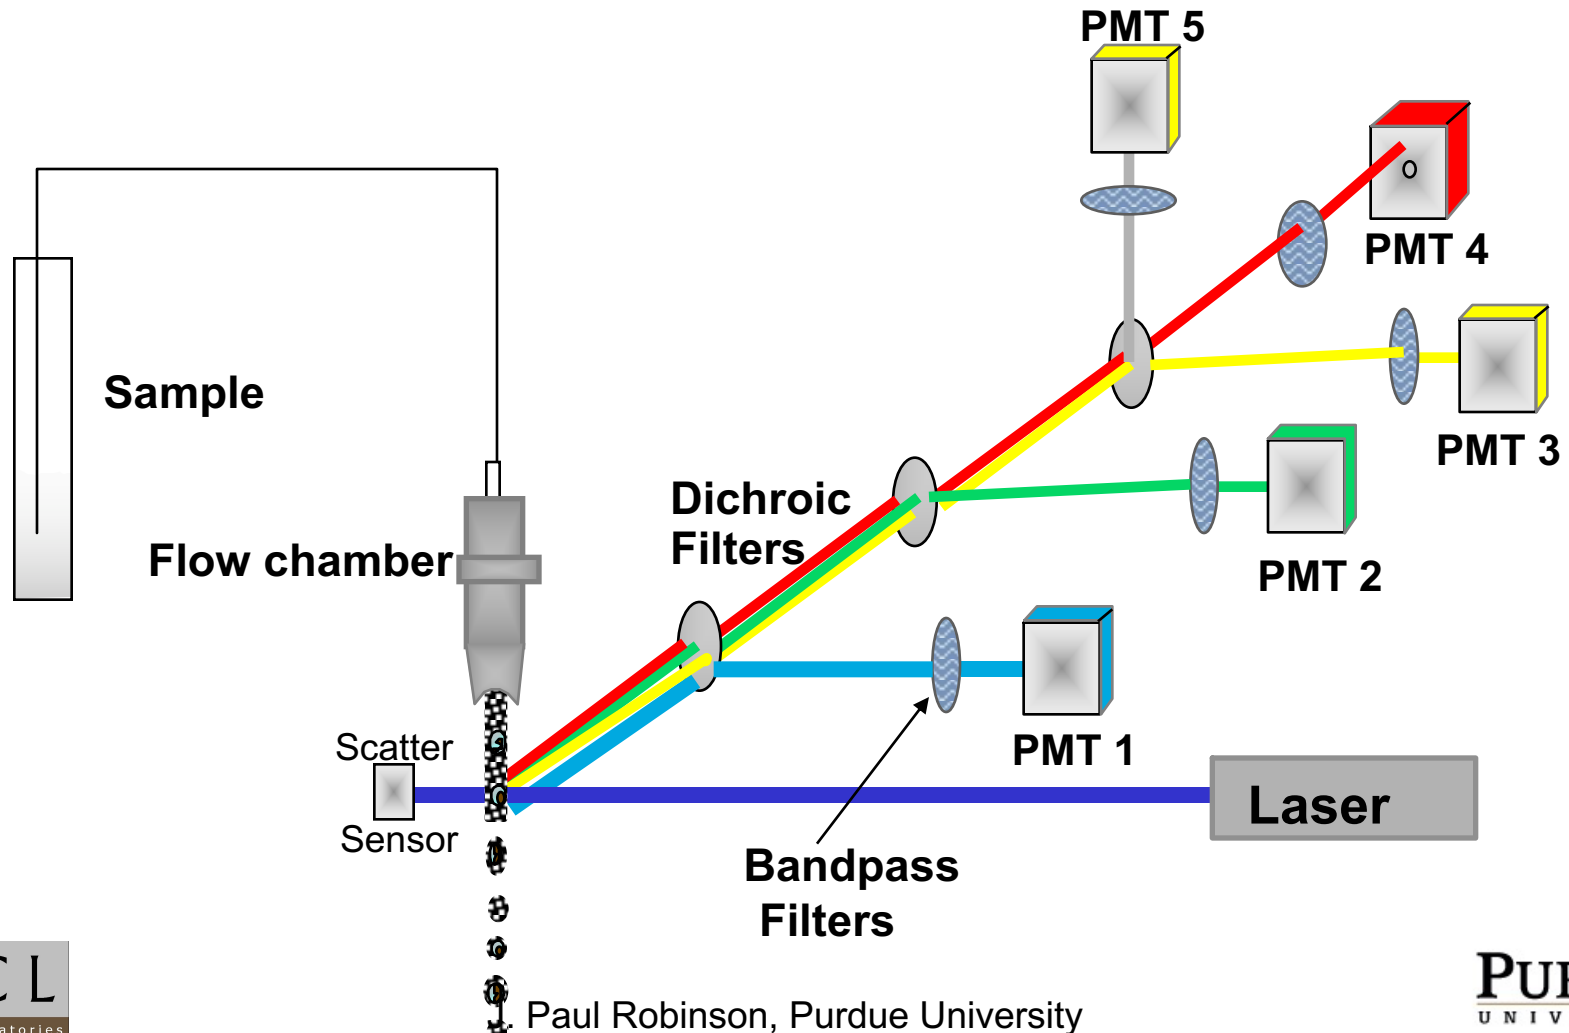 PMT 5
PMT 4
Sample
PMT 3
Dichroic
Filters
Flow chamber
PMT 2
Scatter
PMT 1
Sensor
Laser
Bandpass
Filters
C L
. Paul Robinson, Purdue University